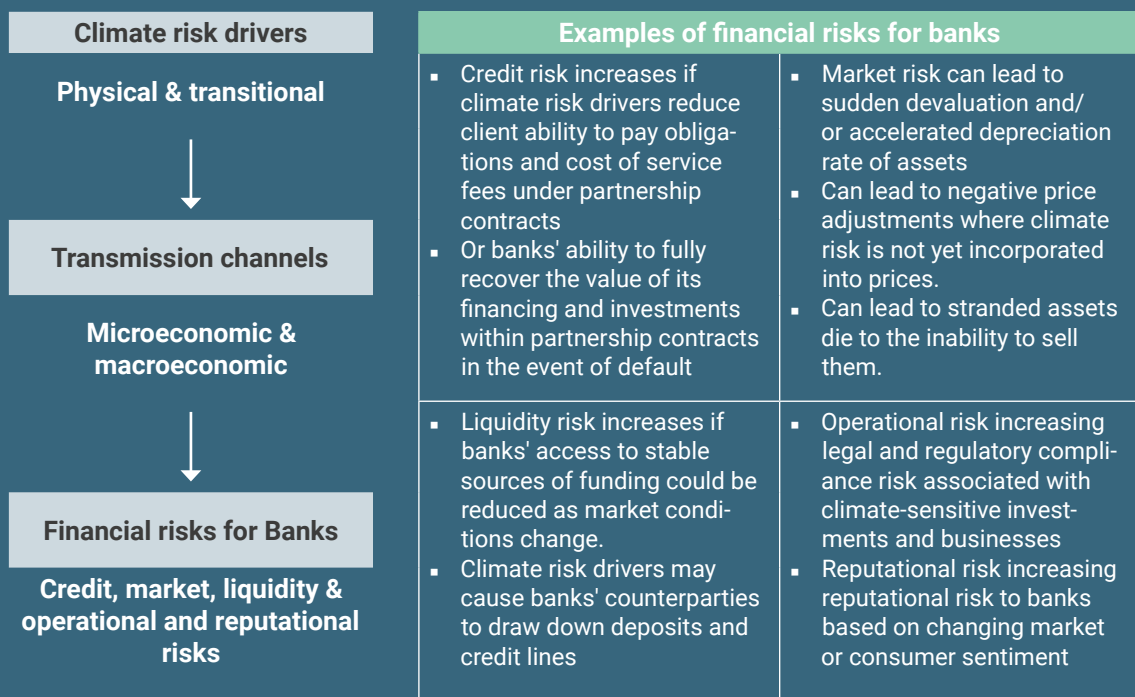 Climate risk drivers
Physical & transitional
Transmission channels
Microeconomic &
macroeconomic
Financial risks for Banks
Credit, market, liquidity &
operational and reputational
risks
Examples of financial risks for banks
▪ Credit risk increases if
climate risk drivers reduce
client ability to pay obliga-
tions and cost of service
fees under partnership
contracts
▪ Or banks' ability to fully
recover the value of its
financing and investments
within partnership contracts
in the event of default
▪ Market risk can lead to
sudden devaluation and/
or accelerated depreciation
rate of assets
▪ Can lead to negative price
adjustments where climate
risk is not yet incorporated
into prices.
▪ Can lead to stranded assets
die to the inability to sell
them.
▪ Liquidity risk increases if
banks' access to stable
sources of funding could be
reduced as market condi-
tions change.
▪ Climate risk drivers may
cause banks' counterparties
to draw down deposits and
credit lines
▪ Operational risk increasing
legal and regulatory compli-
ance risk associated with
climate-sensitive invest-
ments and businesses
▪ Reputational risk increasing
reputational risk to banks
based on changing market
or consumer sentiment